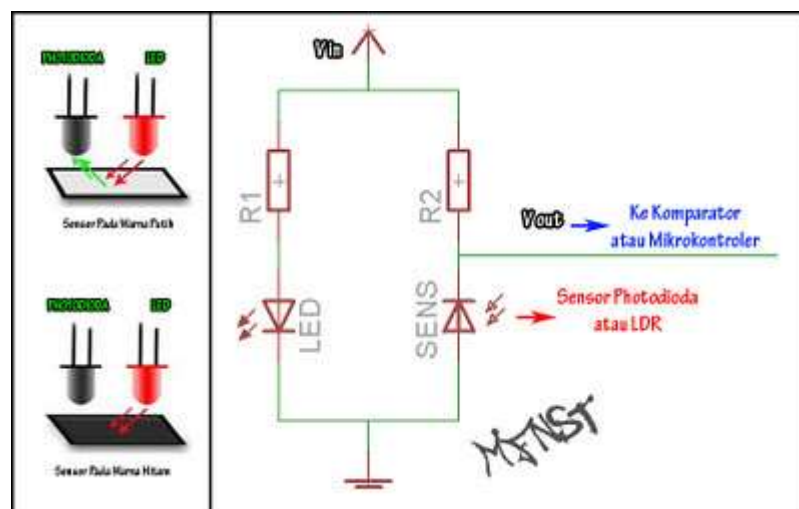 PHOTODIODA LED
Sensor Pada Warna Putih
PHOTODIODA LED
Sensor Pada Warna Hitam
Vin
R1
R2
LED
SENS
Vout
Ke Komparator
atau Mikrokontroler
Sensor Photodioda
atau LDR
MFNST